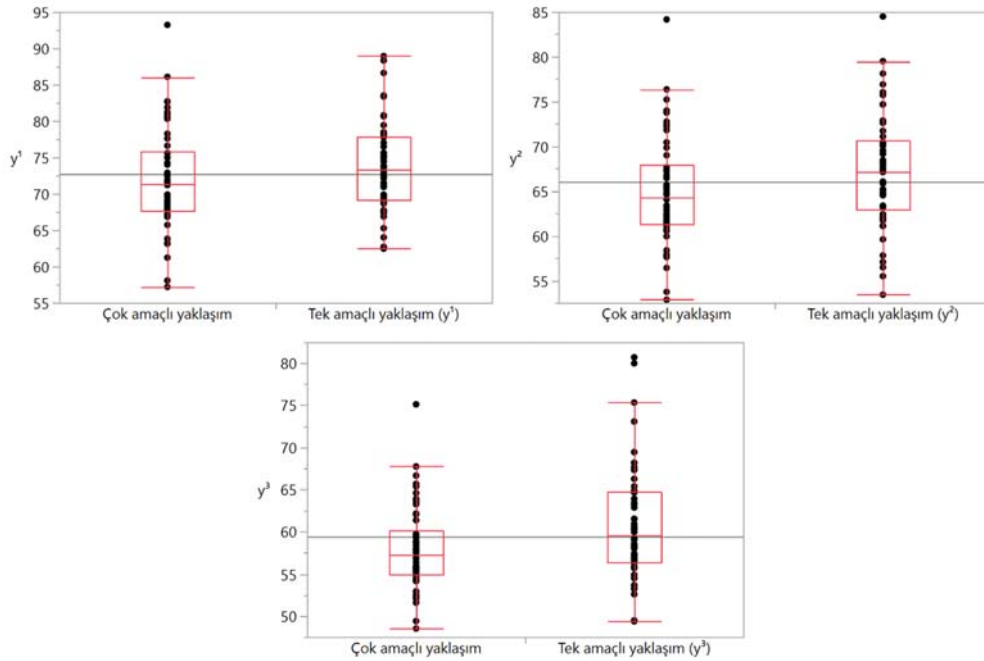 95
90
85
80
75
70
65
60
55
y¹
Çok amaçlı yaklaşım
Tek amaçlı yaklaşım (y¹)
85
80
75
70
65
60
55
y²
Çok amaçlı yaklaşım
Tek amaçlı yaklaşım (y²)
80
75
70
65
60
55
50
y³
Çok amaçlı yaklaşım
Tek amaçlı yaklaşım (y³)